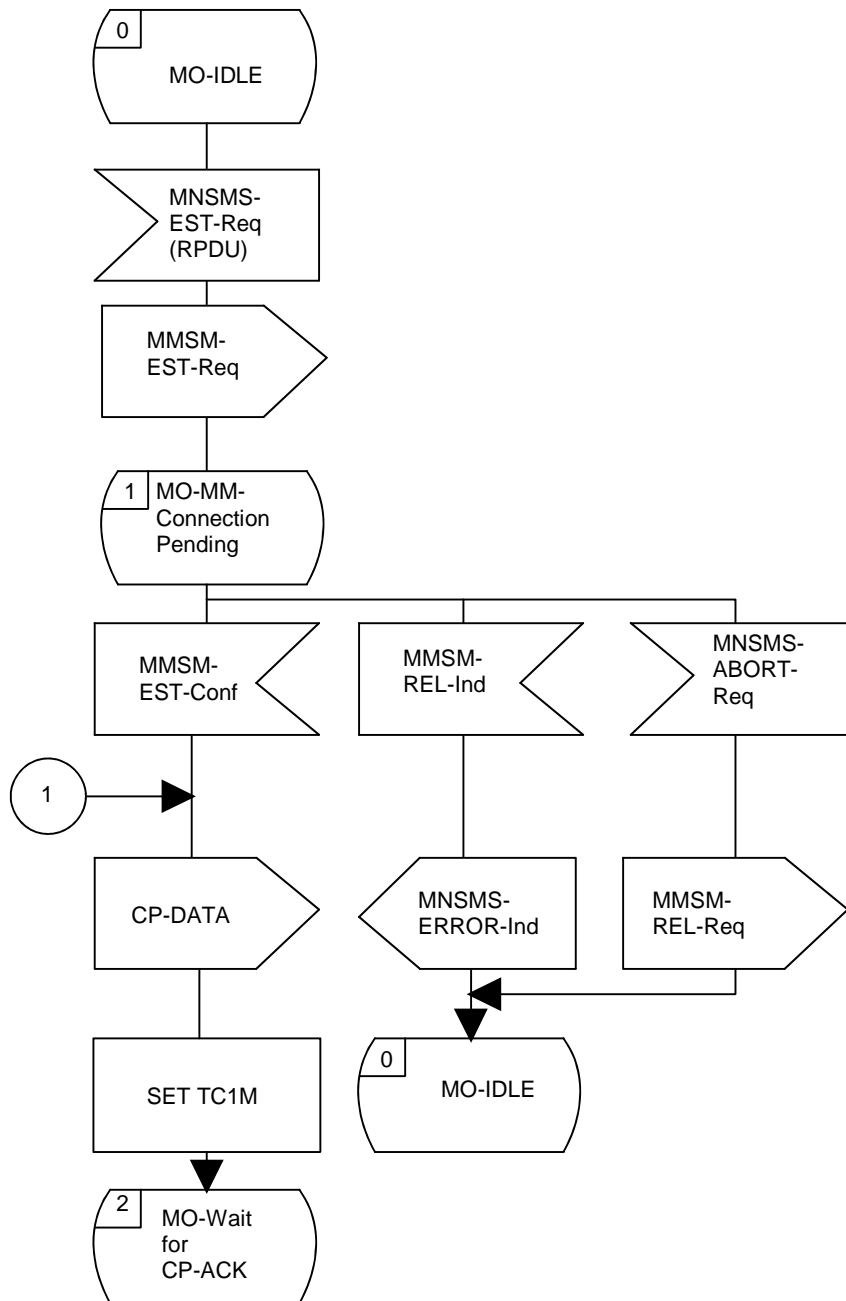 0
MO-IDLE
MNSMS-
EST-Req
(RPDU)
MMSM-
EST-Req
1
MO-MM-
Connection
Pending
MMSM-
EST-Conf
MMSM-
REL-Ind
MNSMS-
ABORT-
Req
1
CP-DATA
MNSMS-
ERROR-Ind
MMSM-
REL-Req
SET TC1M
0
MO-IDLE
2
MO-Wait
for
CP-ACK